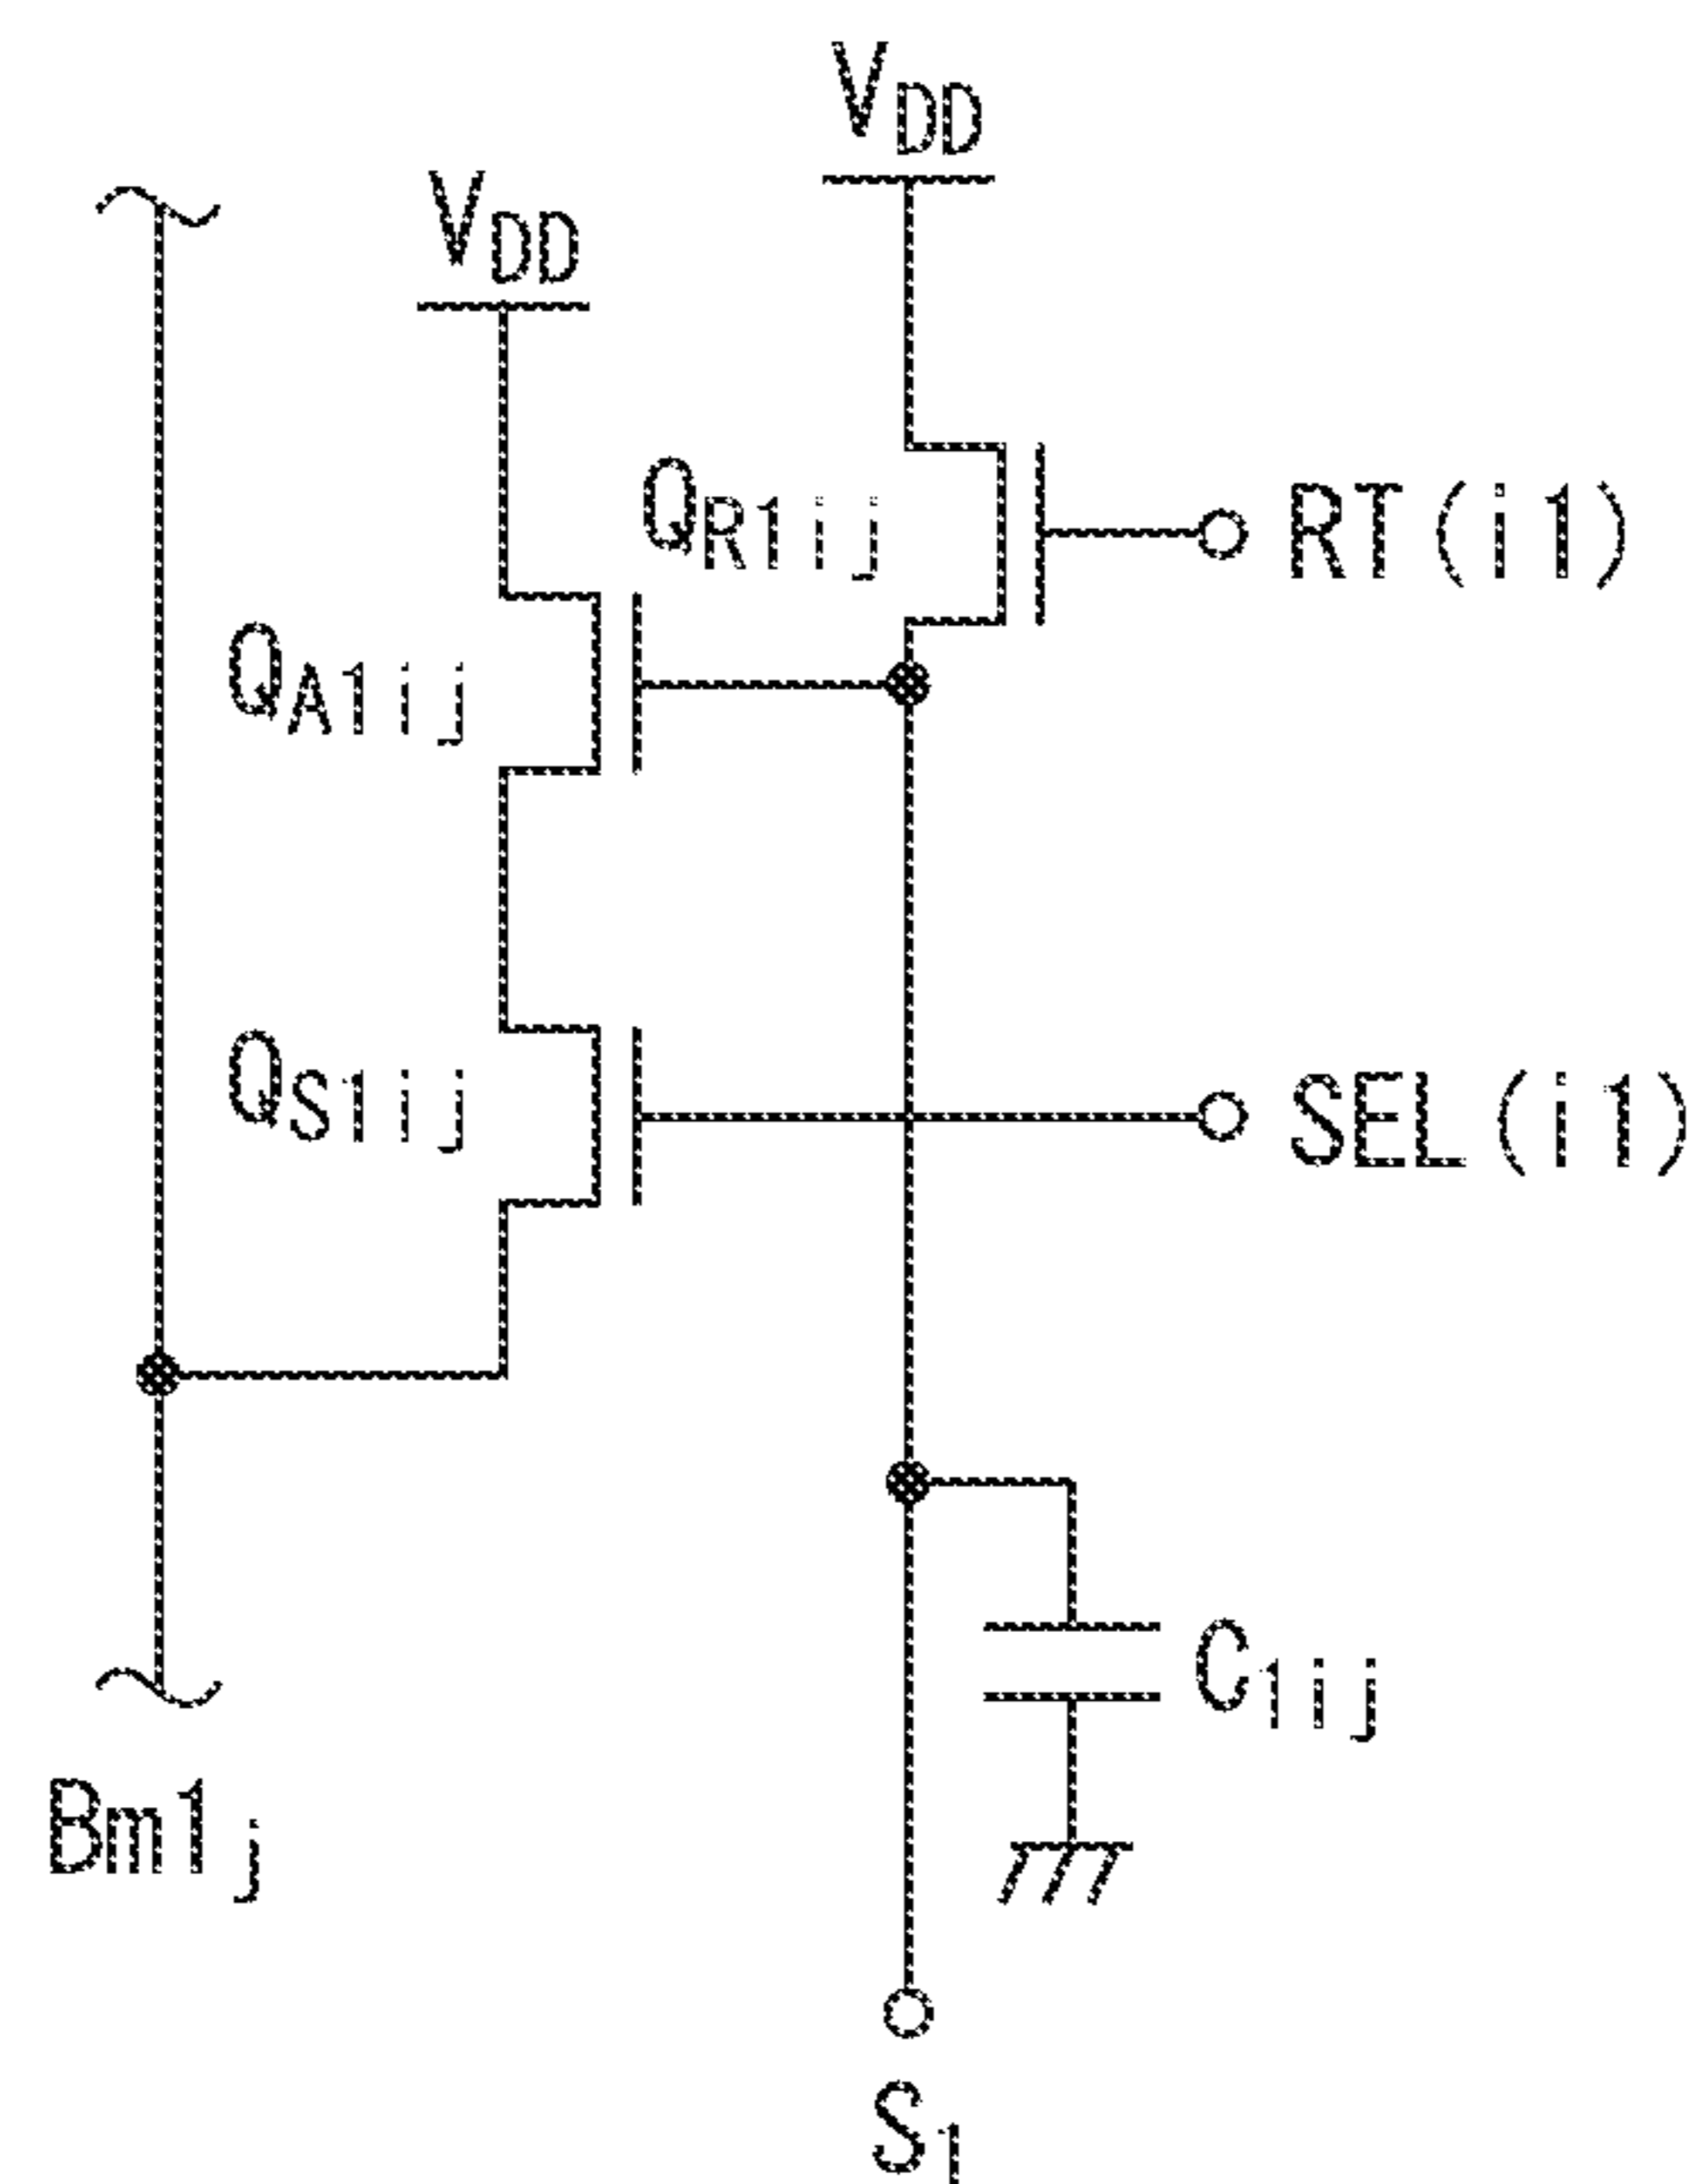 VDD
VDD
QR1ij
RT(i1)
QA1ij
QS1ij
SEL(i1)
C1ij
Bm1j
S1